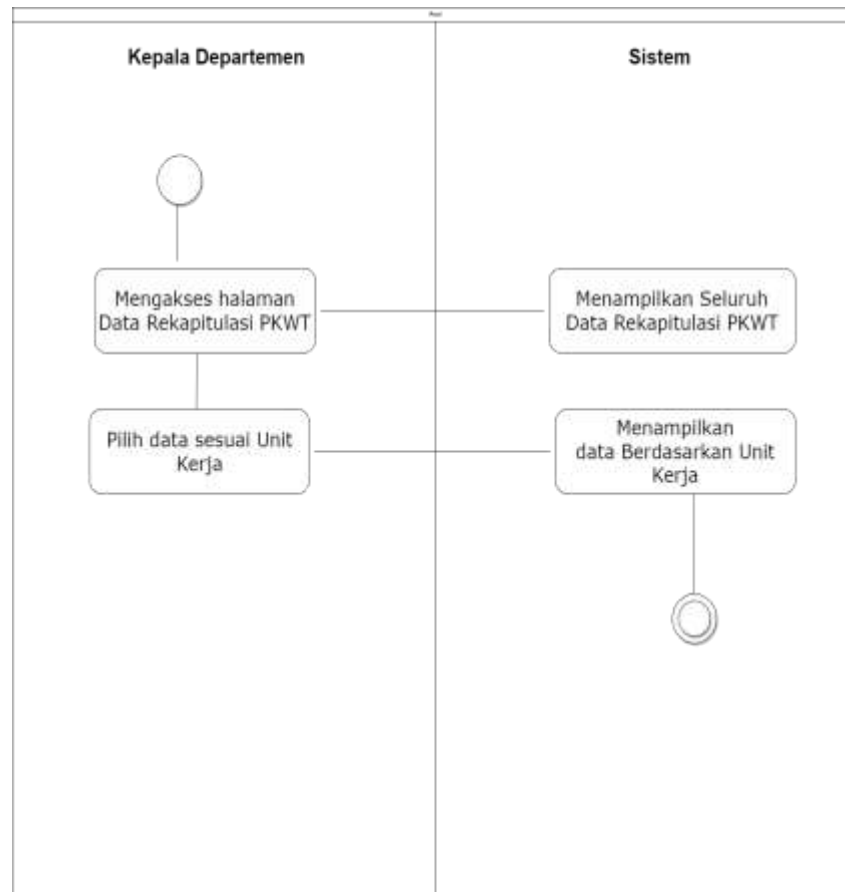 Pool
Kepala Departemen
Sistem
Mengakses halaman
Data Rekapitulasi PKWT
Menampilkan Seluruh
Data Rekapitulasi PKWT
Pilih data sesuai Unit
Kerja
Menampilkan
data Berdasarkan Unit
Kerja